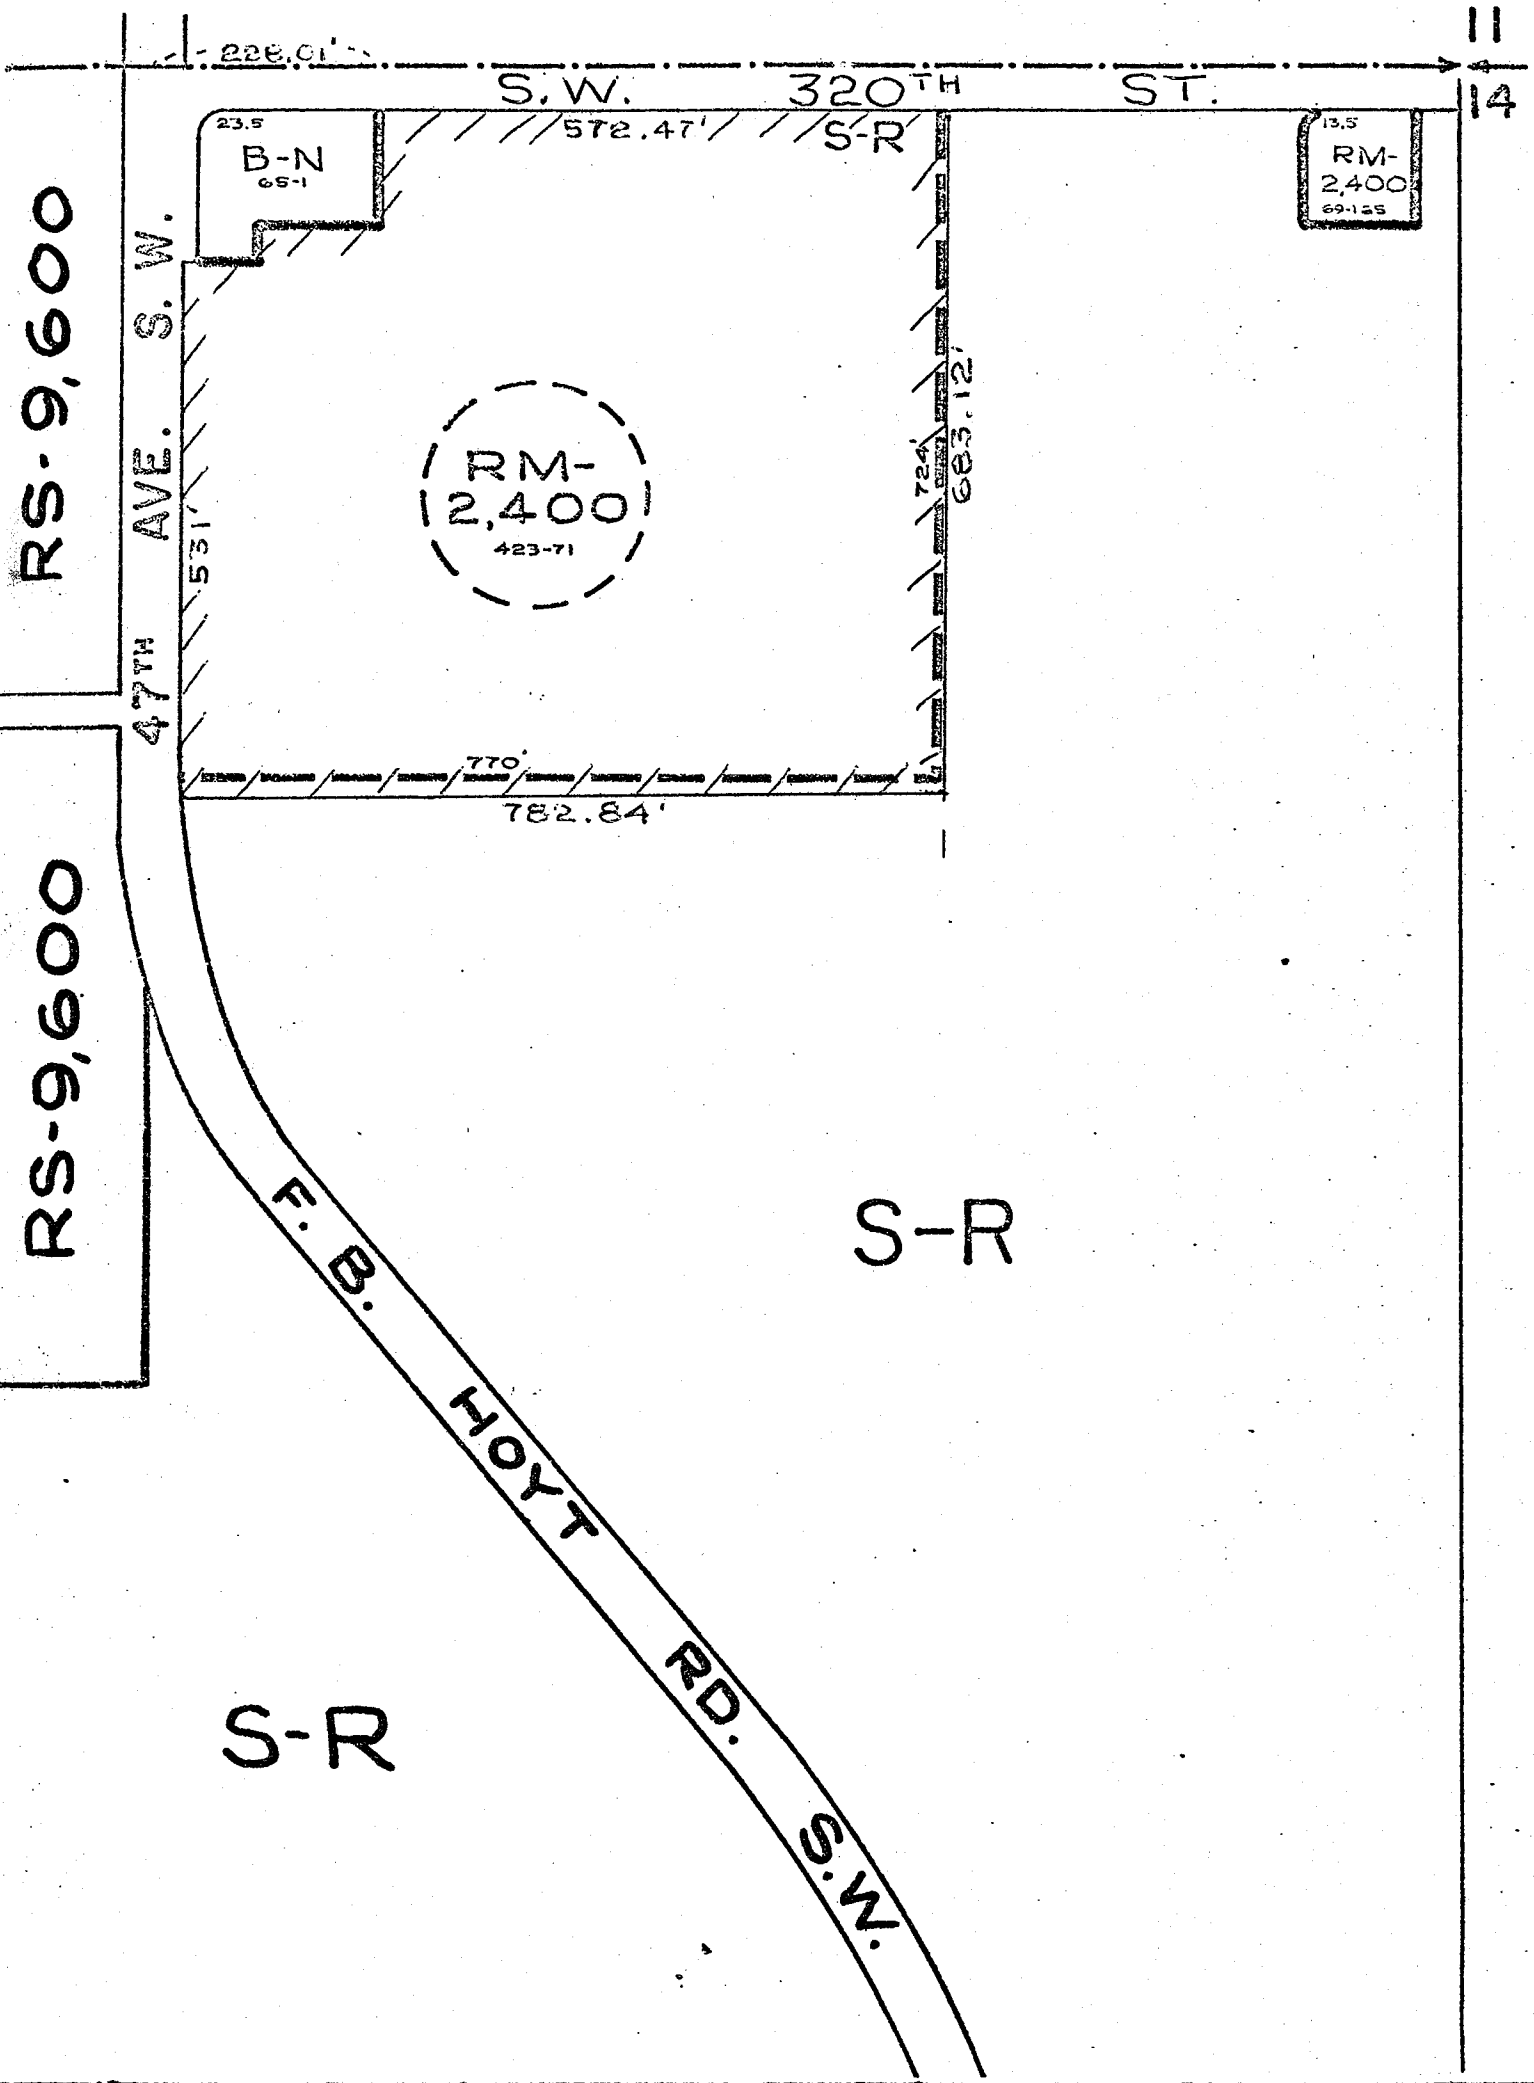 11
228.01'
S.W. 320TH ST.
14
23.5
B-N
65-1
572.47'
S-R
13.5
RM-
2,400
69-125
RS-9,600
47TH AVE. S.W.
531'
RM-
2,400
423-71
724'
683.12'
770'
782.84'
RS-9,600
S-R
F. B. HOYT RD. S.W.
S-R